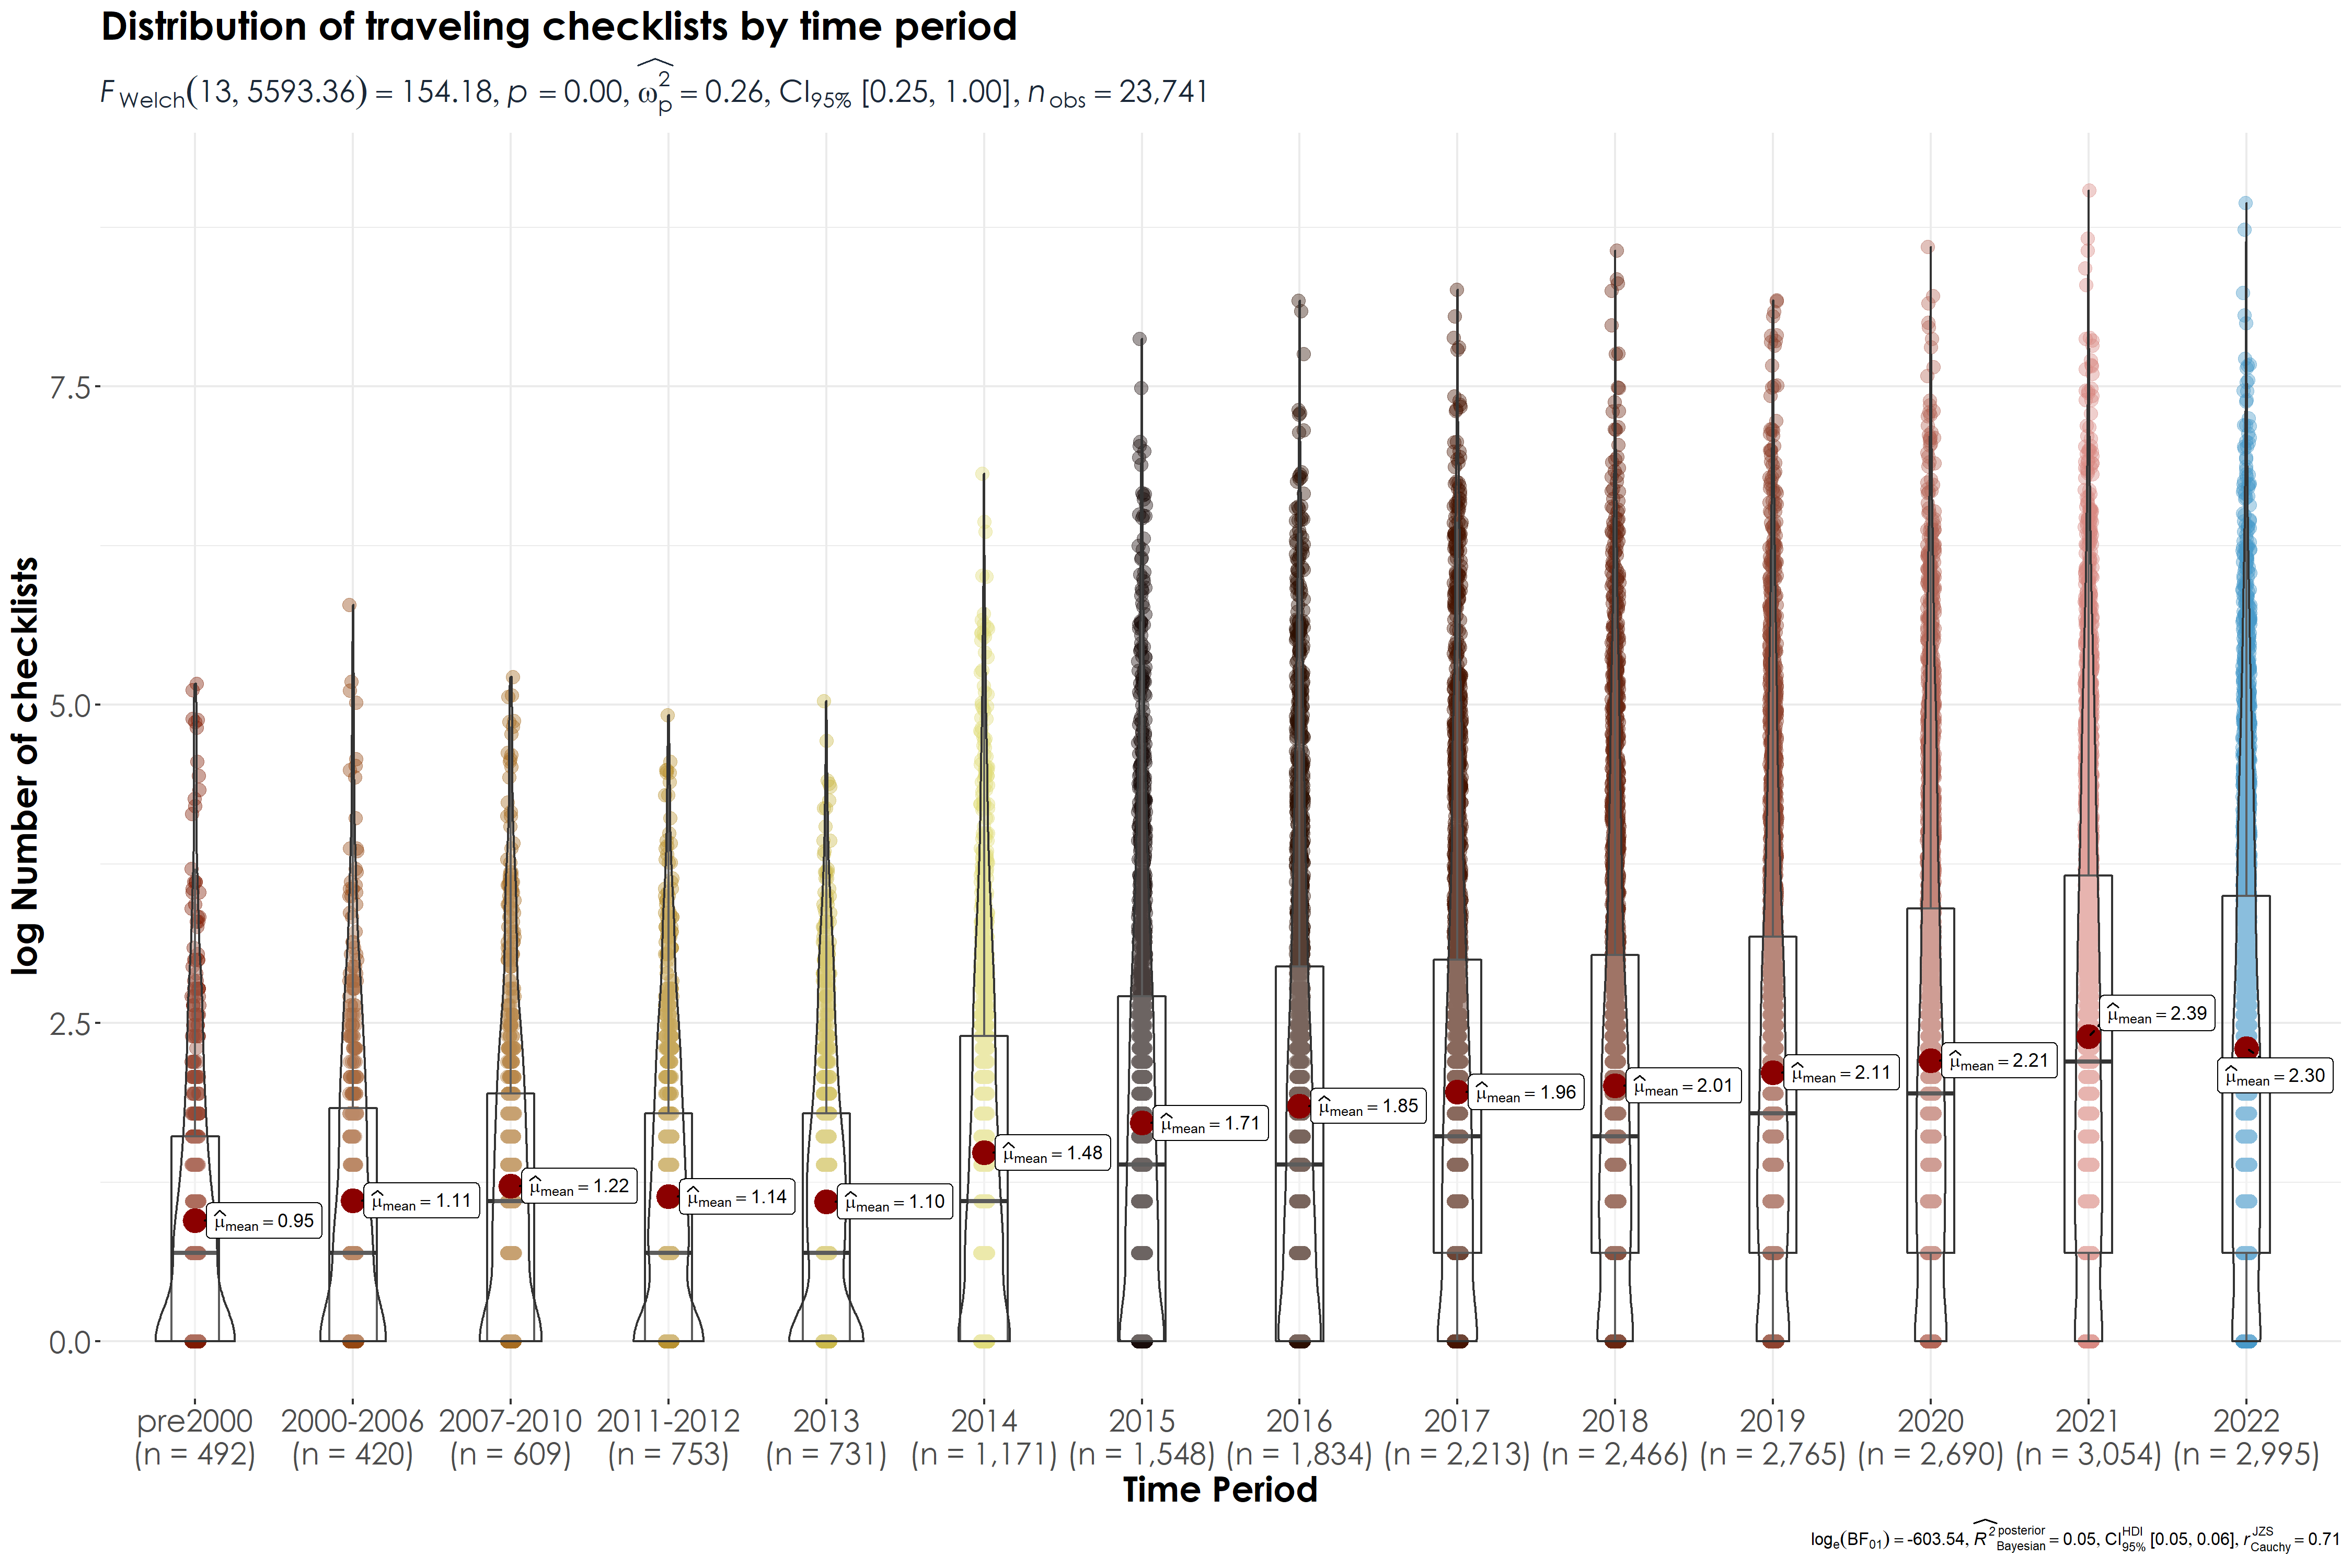 Distribution of traveling checklists by time period
F Welch(13, 5593.36) = 154.18, p = 0.00, ω̂²p = 0.26, CI95% [0.25, 1.00], n obs = 23,741
log Number of checklists
7.5
5.0
2.5
0.0
μ̂mean = 0.95
μ̂mean = 1.11
μ̂mean = 1.22
μ̂mean = 1.14
μ̂mean = 1.10
μ̂mean = 1.48
μ̂mean = 1.71
μ̂mean = 1.85
μ̂mean = 1.96
μ̂mean = 2.01
μ̂mean = 2.11
μ̂mean = 2.21
μ̂mean = 2.39
μ̂mean = 2.30
pre2000 2000-2006 2007-2010 2011-2012 2013 2014 2015 2016 2017 2018 2019 2020 2021 2022
(n = 492) (n = 420) (n = 609) (n = 753) (n = 731) (n = 1,171) (n = 1,548) (n = 1,834) (n = 2,213) (n = 2,466) (n = 2,765) (n = 2,690) (n = 3,054) (n = 2,995)
Time Period
loge(BF01) = -603.54, R̂² posterior Bayesian = 0.05, CI HDI 95% [0.05, 0.06], r JZS Cauchy = 0.71